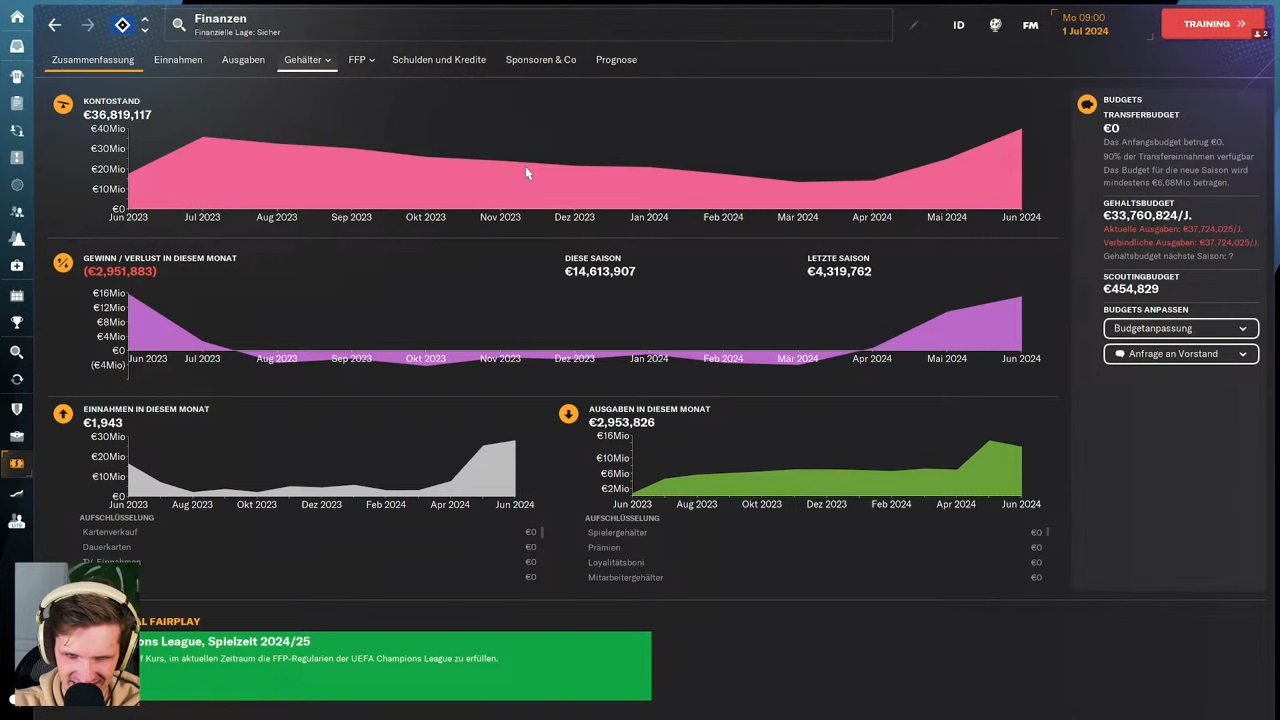 Finanzen
Finanzielle Lage: Sicher
ID
FM
Mo 09:00
1 Jul 2024
TRAINING
2
Zusammenfassung
Einnahmen
Ausgaben
Gehälter
FFP
Schulden und Kredite
Sponsoren & Co
Prognose
KONTOSTAND
€36,819,117
€40Mio
€30Mio
€20Mio
€10Mio
€0
Jun 2023 Jul 2023 Aug 2023 Sep 2023 Okt 2023 Nov 2023 Dez 2023 Jan 2024 Feb 2024 Mär 2024 Apr 2024 Mai 2024 Jun 2024
GEWINN / VERLUST IN DIESEM MONAT
(€2,951,883)
DIESE SAISON
€14,613,907
LETZTE SAISON
€4,319,762
€16Mio
€12Mio
€8Mio
€4Mio
€0
(€4Mio)
Jun 2023 Jul 2023 Aug 2023 Sep 2023 Okt 2023 Nov 2023 Dez 2023 Jan 2024 Feb 2024 Mär 2024 Apr 2024 Mai 2024 Jun 2024
EINNAHMEN IN DIESEM MONAT
€1,943
€30Mio
€20Mio
€10Mio
€0
Jun 2023 Aug 2023 Okt 2023 Dez 2023 Feb 2024 Apr 2024 Jun 2024
AUFSCHLÜSSELUNG
Kartenverkauf €0
Dauerkarten €0
TV-Einnahmen €0
€0
AUSGABEN IN DIESEM MONAT
€2,953,826
€16Mio
€10Mio
€6Mio
€2Mio
Jun 2023 Aug 2023 Okt 2023 Dez 2023 Feb 2024 Apr 2024 Jun 2024
AUFSCHLÜSSELUNG
Spielergehälter €0
Prämien €0
Loyalitätsboni €0
Mitarbeitergehälter €0
BUDGETS
TRANSFERBUDGET
€0
Das Anfangsbudget betrug €0.
90% der Transfereinnahmen verfügbar
Das Budget für die neue Saison wird
mindestens €6.68Mio betragen.
GEHALTSBUDGET
€33,760,824/J.
Aktuelle Ausgaben: €37,724,025/J.
Verbindliche Ausgaben: €37,724,025/J.
Gehaltsbudget nächste Saison: ?
SCOUTINGBUDGET
€454,829
BUDGETS ANPASSEN
Budgetanpassung
Anfrage an Vorstand
FAIRPLAY
League, Spielzeit 2024/25
Kurs, im aktuellen Zeitraum die FFP-Regularien der UEFA Champions League zu erfüllen.
U19